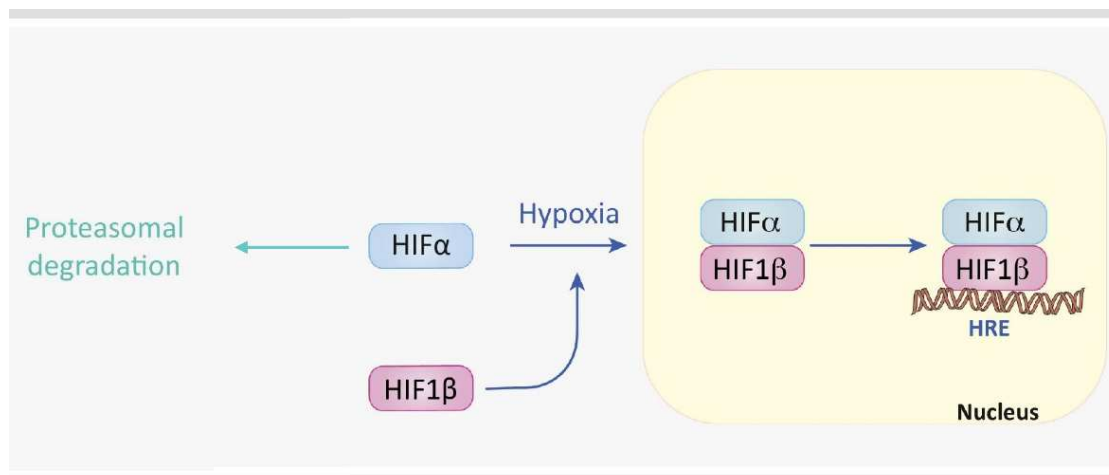 Proteasomal
degradation
HIFα
Hypoxia
HIF1β
HIFα
HIF1β
HIFα
HIF1β
HRE
Nucleus